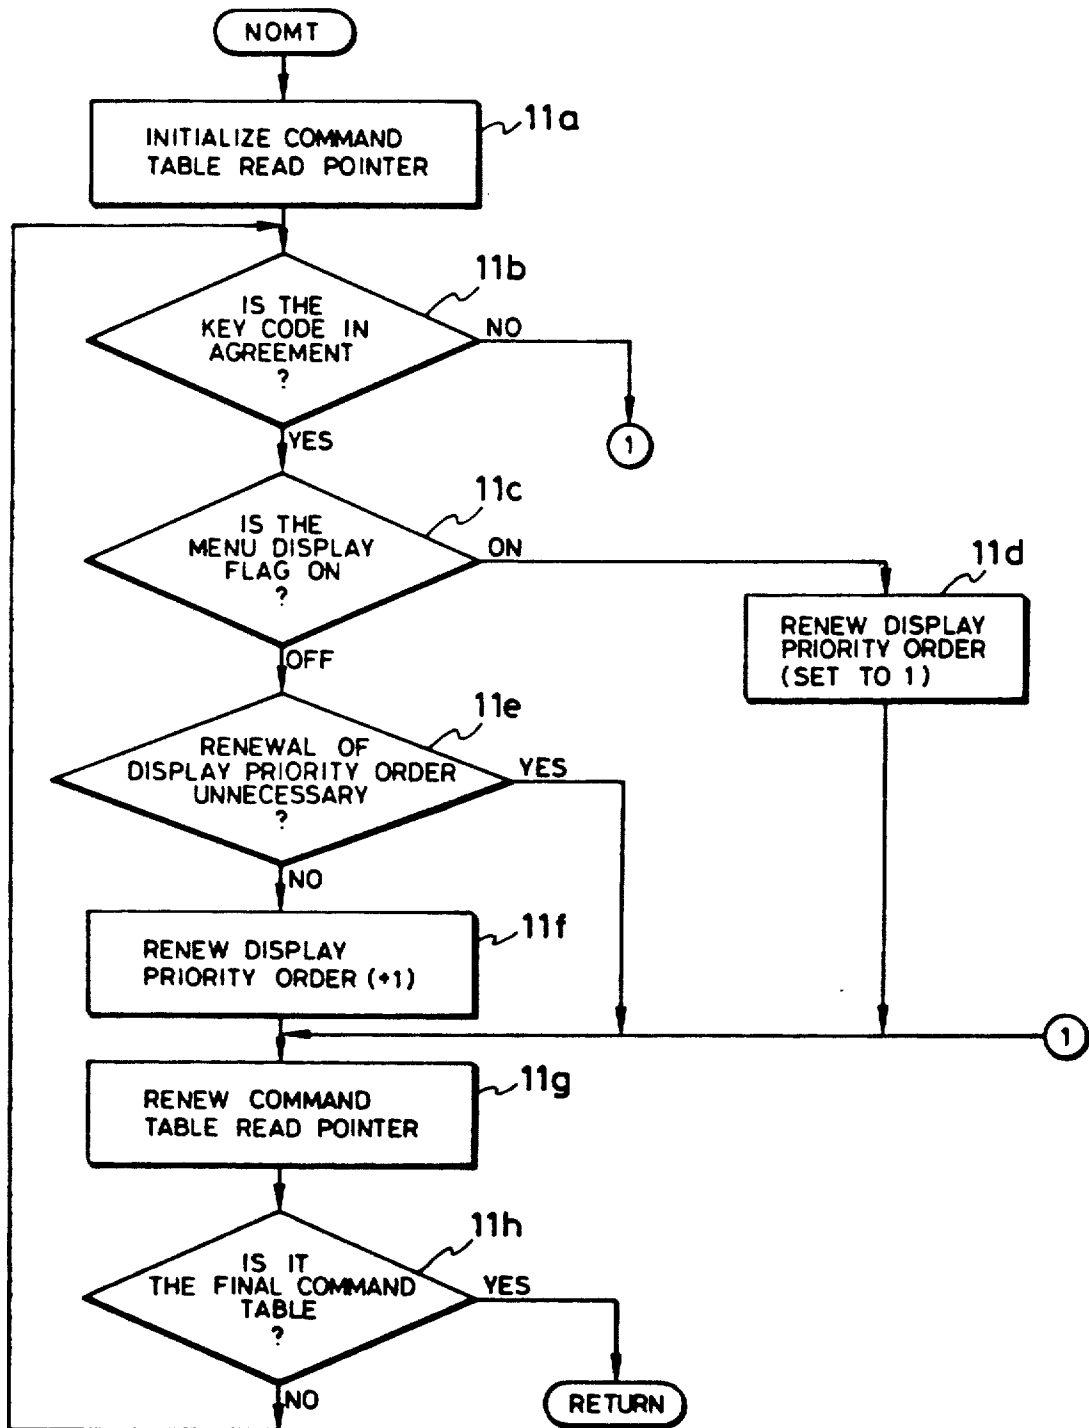 NOMT
INITIALIZE COMMAND
TABLE READ POINTER
11a
IS THE
KEY CODE IN
AGREEMENT
?
11b
NO
1
YES
IS THE
MENU DISPLAY
FLAG ON
?
11c
ON
11d
RENEW DISPLAY
PRIORITY ORDER
(SET TO 1)
OFF
RENEWAL OF
DISPLAY PRIORITY ORDER
UNNECESSARY
?
11e
YES
NO
RENEW DISPLAY
PRIORITY ORDER (+1)
11f
1
RENEW COMMAND
TABLE READ POINTER
11g
IS IT
THE FINAL COMMAND
TABLE
?
11h
YES
NO
RETURN